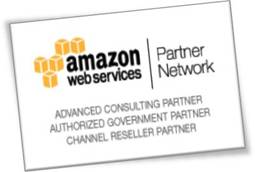 amazon
web services
Partner
Network
ADVANCED CONSULTING PARTNER
AUTHORIZED GOVERNMENT PARTNER
CHANNEL RESELLER PARTNER